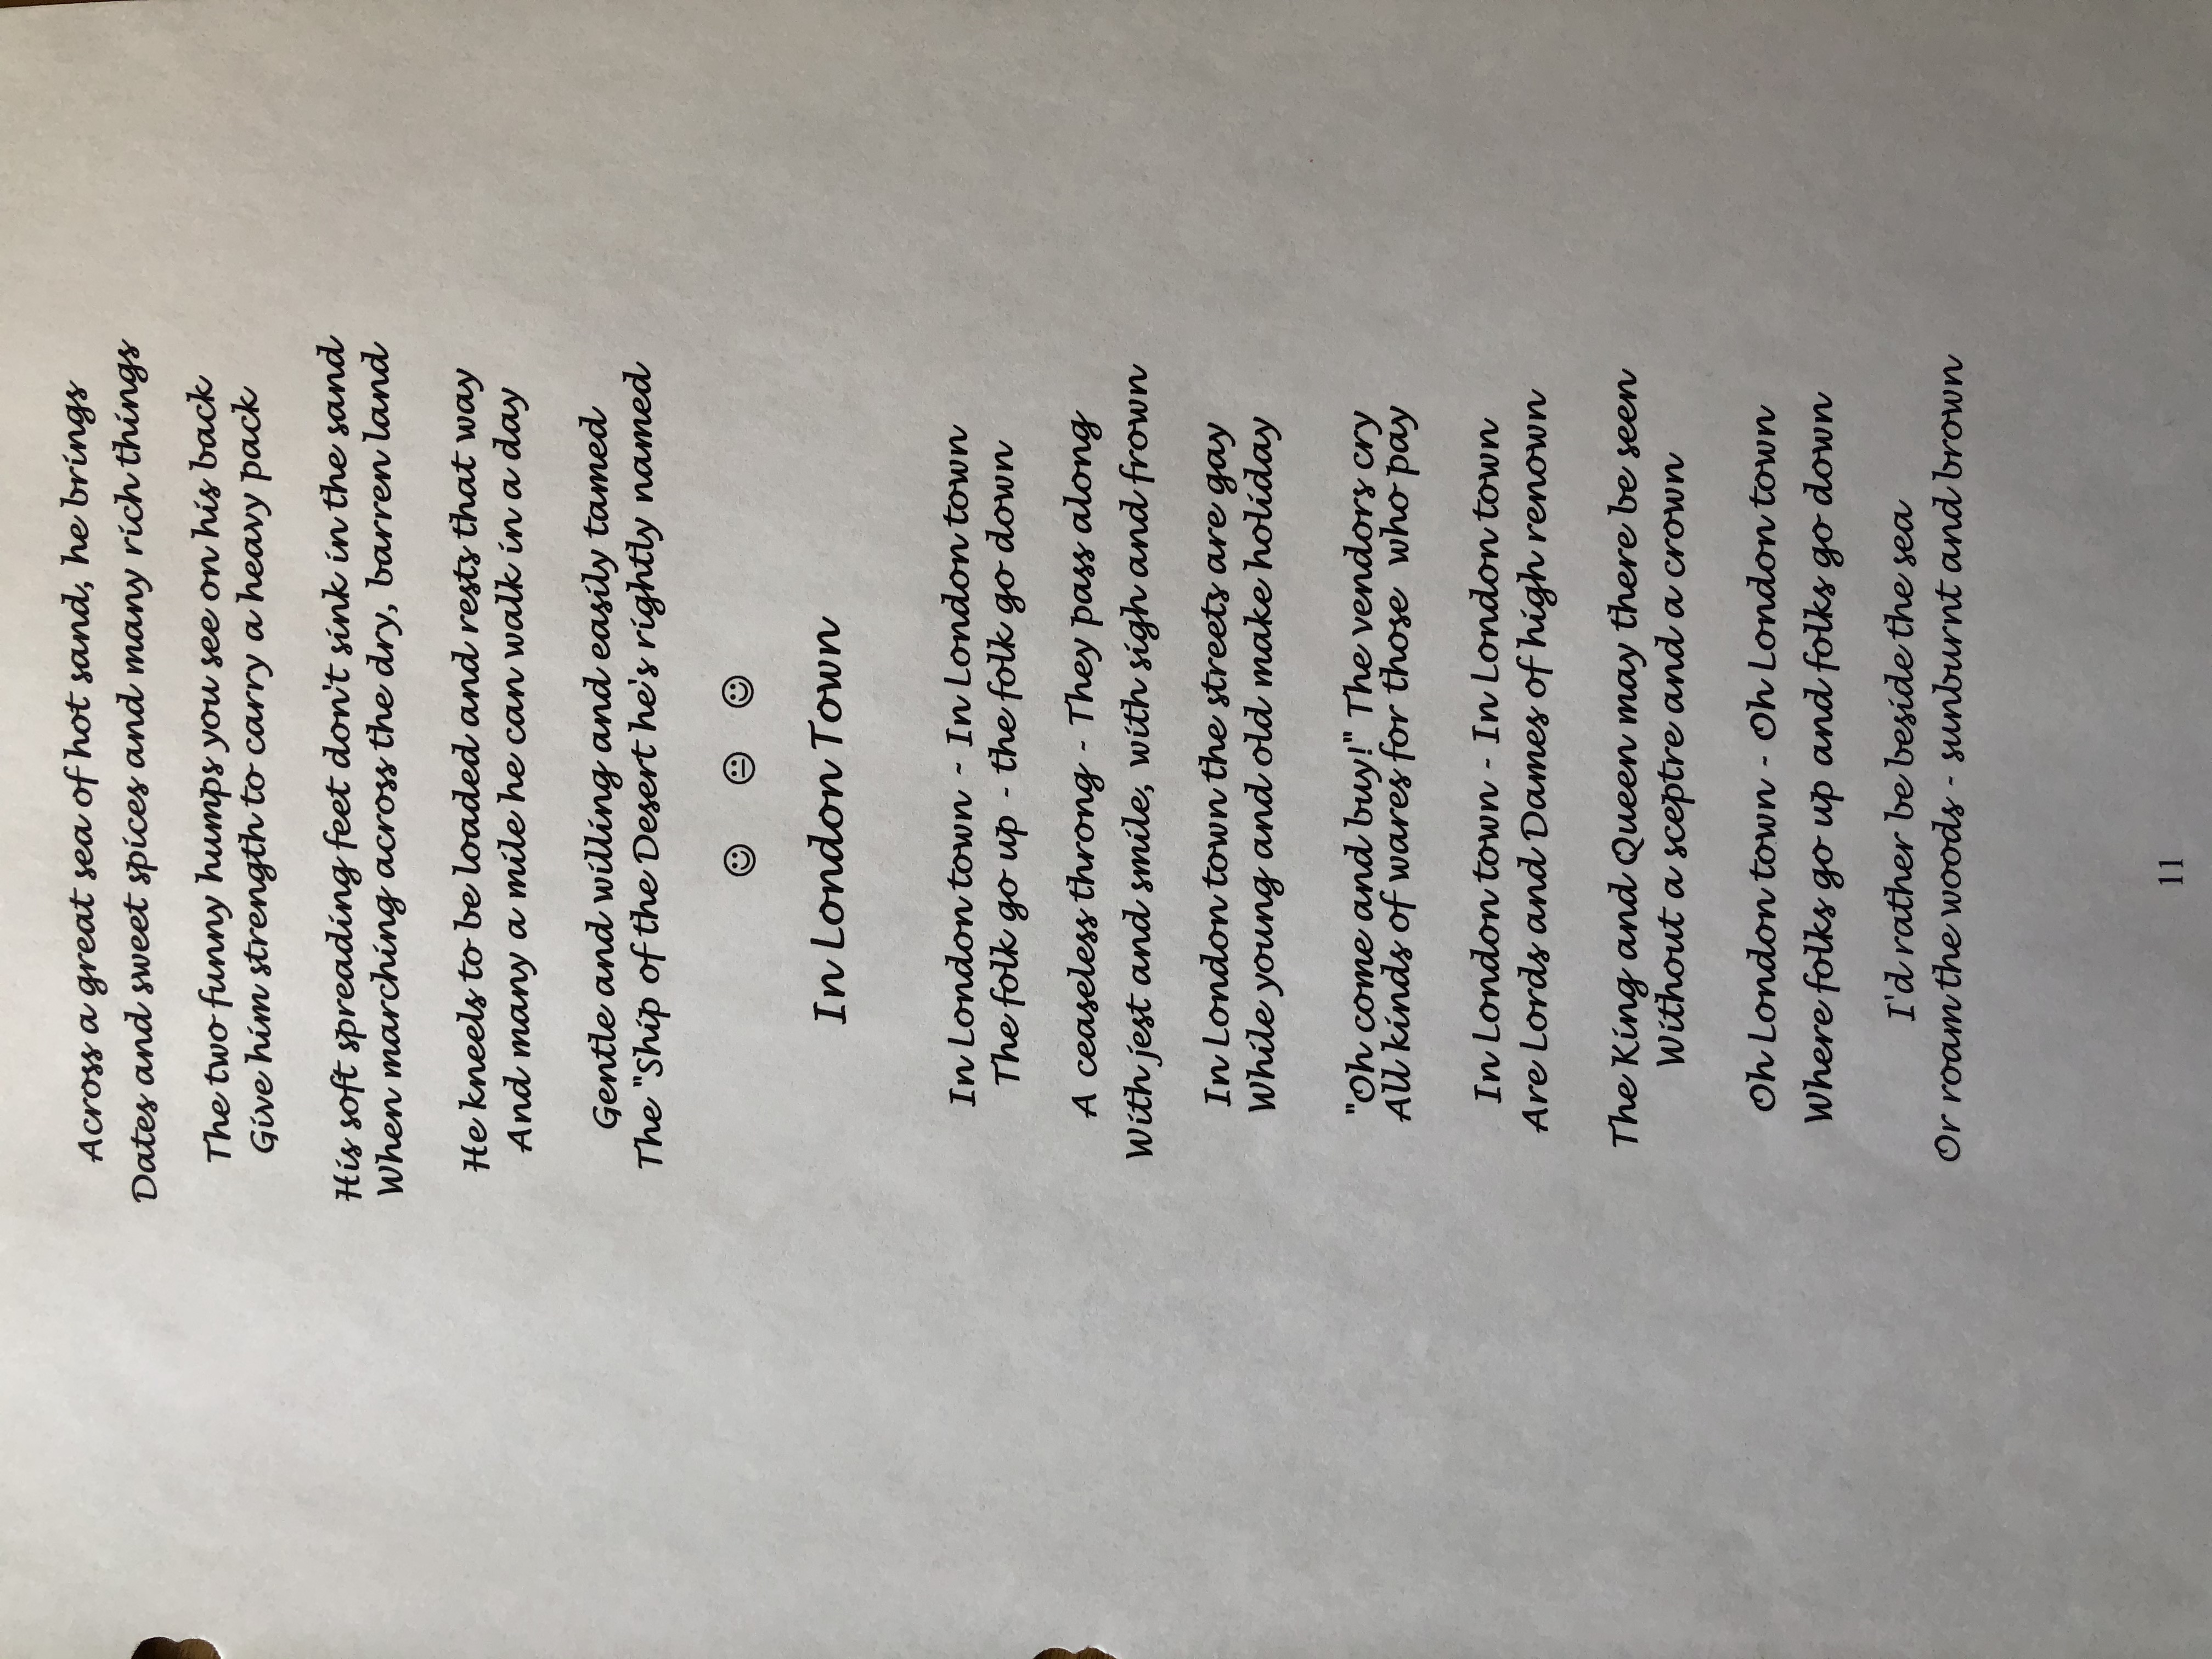 Across a great sea of hot sand, he brings
Dates and sweet spices and many rich things
The two funny humps you see on his back
Give him strength to carry a heavy pack
His soft spreading feet don't sink in the sand
When marching across the dry, barren land
He kneels to be loaded and rests that way
And many a mile he can walk in a day
Gentle and willing and easily tamed
The "Ship of the Desert he's rightly named
☺ 😐 ☺
In London Town
In London town ~ In London town
The folk go up - the folk go down
A ceaseless throng - They pass along
With jest and smile, with sigh and frown
In London town the streets are gay
While young and old make holiday
"Oh come and buy!" The vendors cry
All kinds of wares for those who pay
In London town - In London town
Are Lords and Dames of high renown
The King and Queen may there be seen
Without a sceptre and a crown
Oh London town - Oh London town
Where folks go up and folks go down
I'd rather be beside the sea
Or roam the woods - sunburnt and brown
11